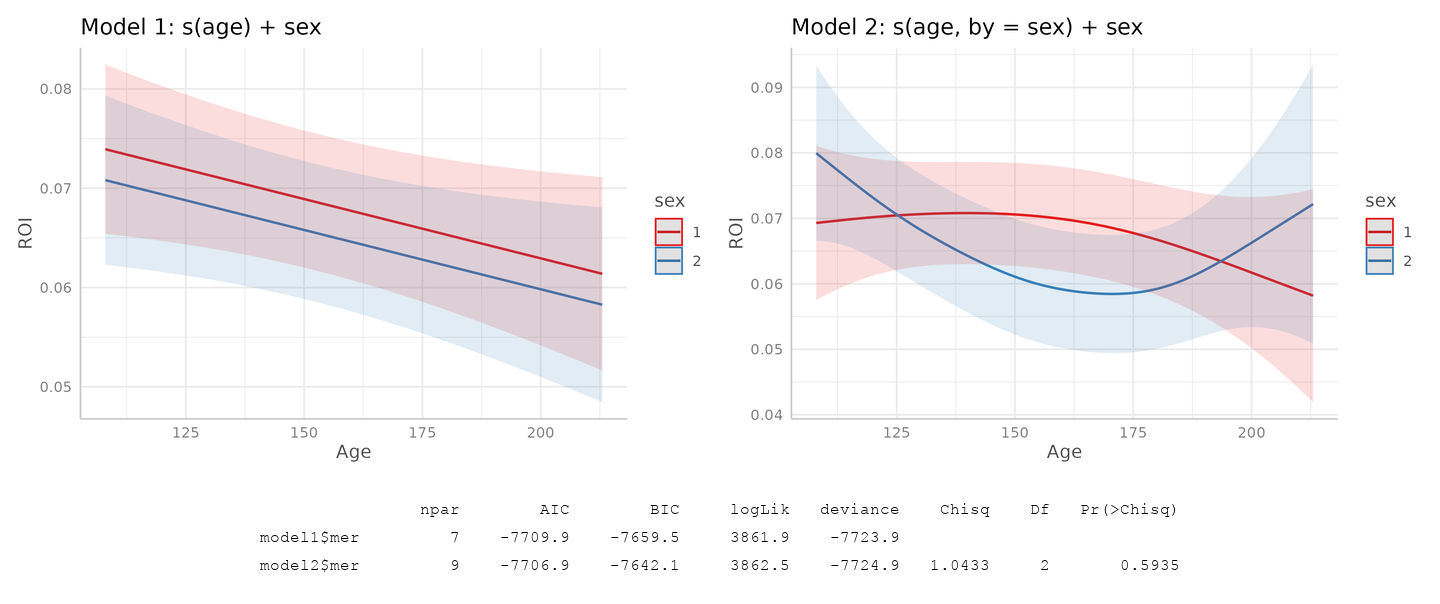 Model 1: s(age) + sex
0.08
0.07
0.06
0.05
ROI
125 150 175 200
Age
sex
1
2
Model 2: s(age, by = sex) + sex
0.09
0.08
0.07
0.06
0.05
0.04
ROI
125 150 175 200
Age
sex
1
2
npar AIC BIC logLik deviance Chisq Df Pr(>Chisq)
model1$mer 7 -7709.9 -7659.5 3861.9 -7723.9
model2$mer 9 -7706.9 -7642.1 3862.5 -7724.9 1.0433 2 0.5935